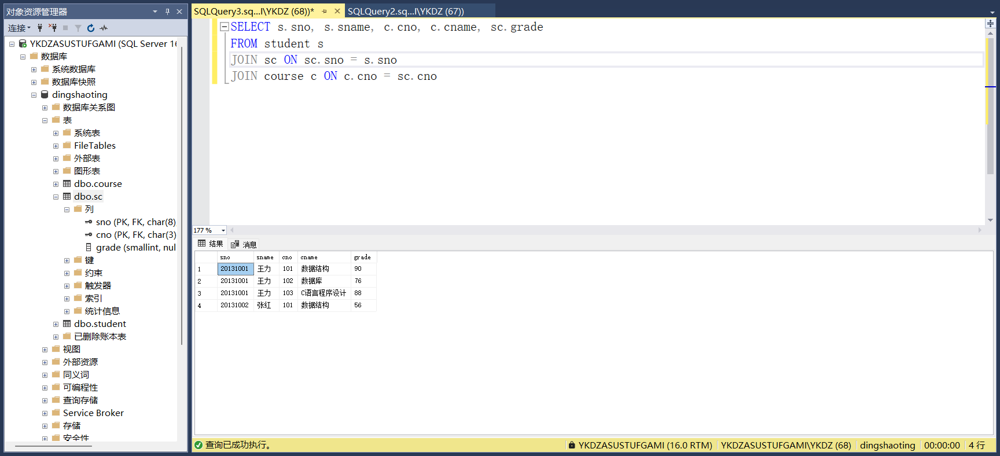 对象资源管理器
连接
YKDZASUSTUFGAMI (SQL Server 16
数据库
系统数据库
数据库快照
dingshaoting
数据库关系图
表
系统表
FileTables
外部表
图形表
dbo.course
dbo.sc
列
sno (PK, FK, char(8)
cno (PK, FK, char(3)
grade (smallint, nul
键
约束
触发器
索引
统计信息
dbo.student
已删除账本表
视图
外部资源
同义词
可编程性
查询存储
Service Broker
存储
安全性
SQLQuery3.sq...I\YKDZ (68))* SQLQuery2.sq...I\YKDZ (67))
SELECT s.sno, s.sname, c.cno, c.cname, sc.grade
FROM student s
JOIN sc ON sc.sno = s.sno
JOIN course c ON c.cno = sc.cno
177 %
结果 消息
sno sname cno cname grade
1 20131001 王力 101 数据结构 90
2 20131001 王力 102 数据库 76
3 20131001 王力 103 C语言程序设计 88
4 20131002 张红 101 数据结构 56
查询已成功执行。 YKDZASUSTUFGAMI (16.0 RTM) YKDZASUSTUFGAMI\YKDZ (68) dingshaoting 00:00:00 4 行